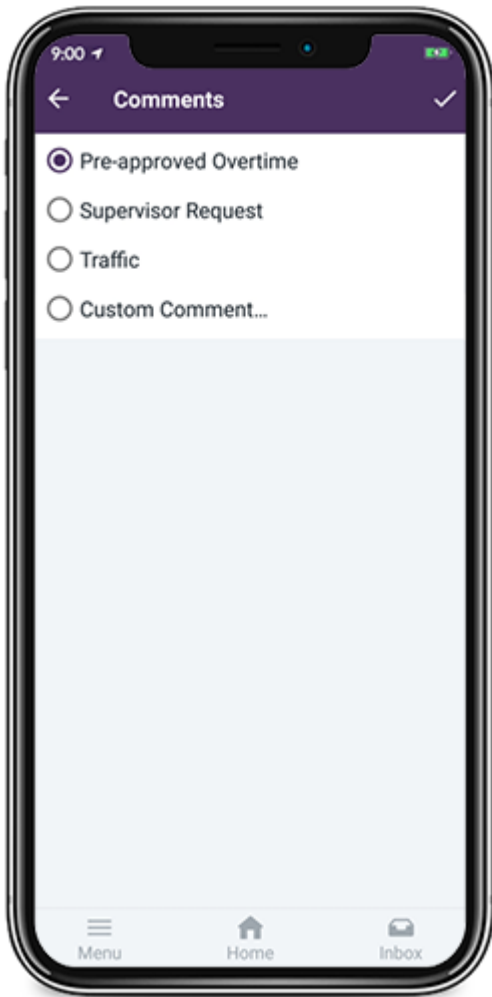 9:00
Comments
Pre-approved Overtime
Supervisor Request
Traffic
Custom Comment...
Menu Home Inbox